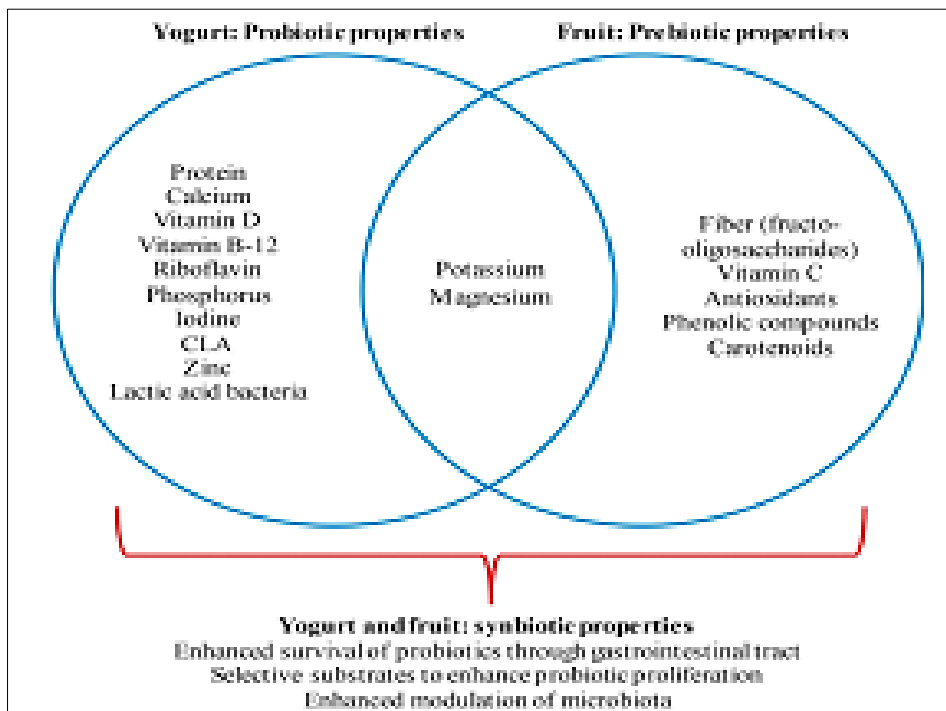 Yogurt: Probiotic properties
Fruit: Prebiotic properties
Protein
Calcium
Vitamin D
Vitamin B-12
Riboflavin
Phosphorus
Iodine
CLA
Zinc
Lactic acid bacteria
Potassium
Magnesium
Fiber (fructo-
oligosaccharides)
Vitamin C
Antioxidants
Phenolic compounds
Carotenoids
Yogurt and fruit: synbiotic properties
Enhanced survival of probiotics through gastrointestinal tract
Selective substrates to enhance probiotic proliferation
Enhanced modulation of microbiota